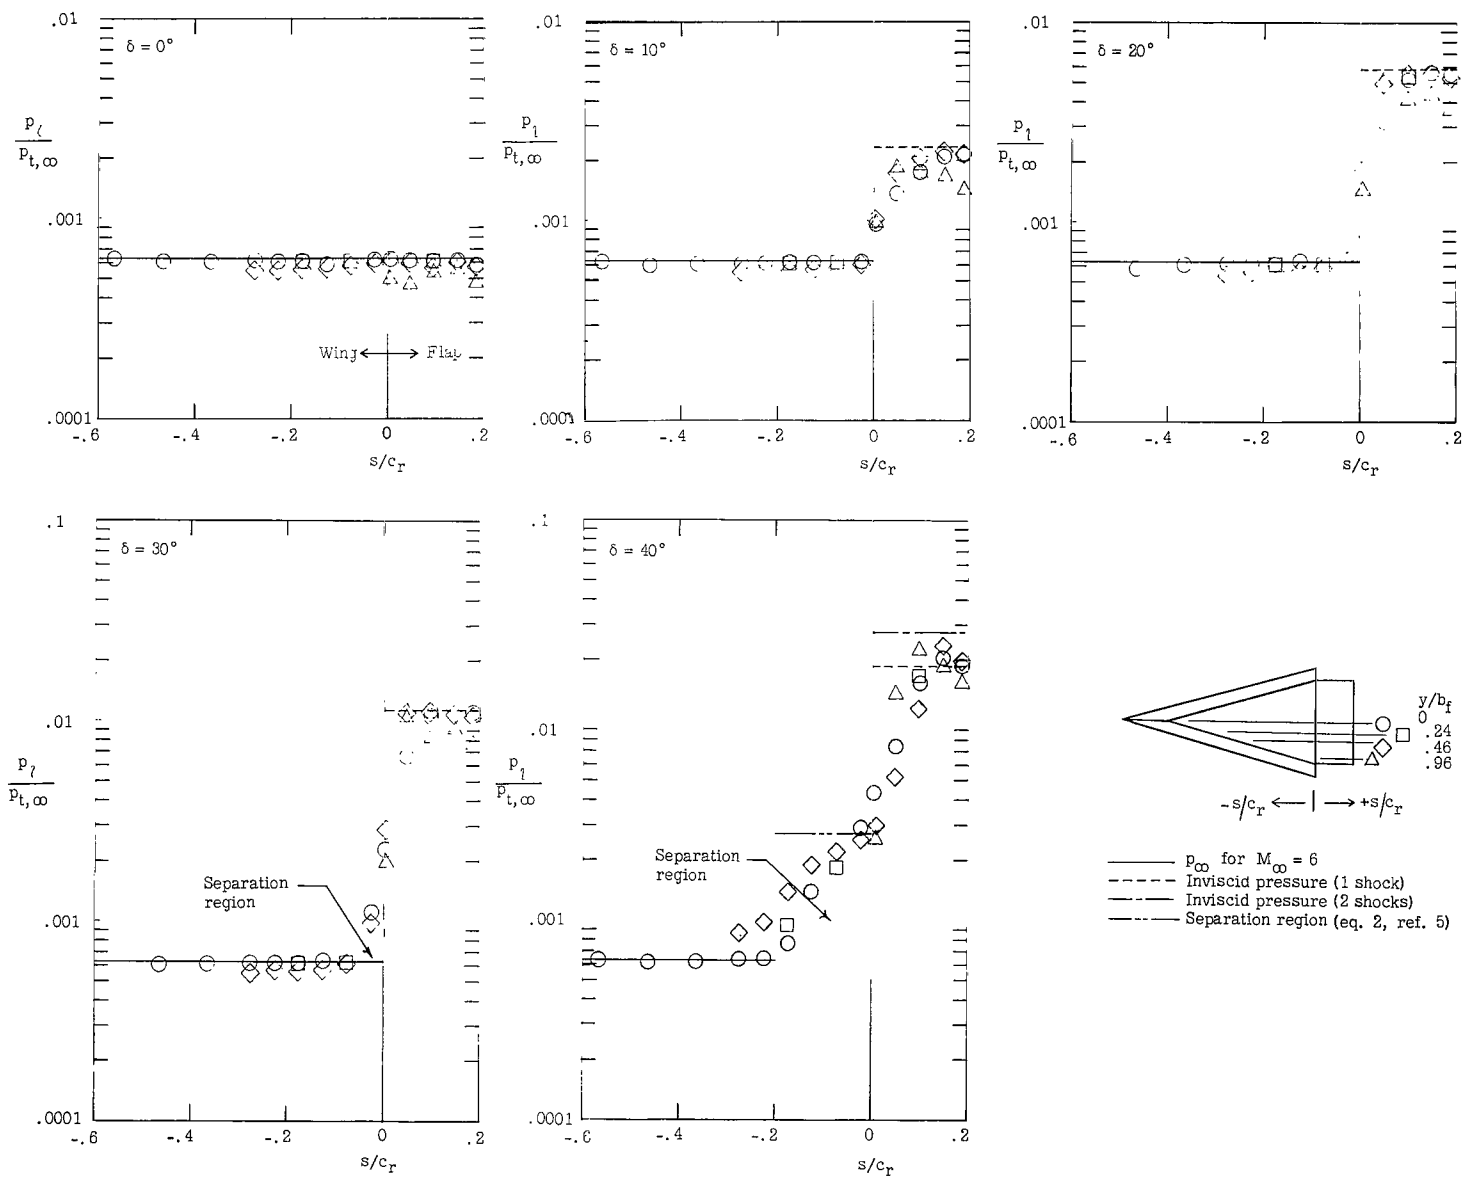 .01
δ = 0°
p_l
p_t,∞
.001
Wing ← → Flap
.0001
-.6 -.4 -.2 0 .2
s/c_r
.01
δ = 10°
p_l
p_t,∞
.001
.0001
-.6 -.4 -.2 0 .2
s/c_r
.01
δ = 20°
p_l
p_t,∞
.001
.0001
-.6 -.4 -.2 0 .2
s/c_r
.1
δ = 30°
.01
p_l
p_t,∞
Separation
region
.001
.0001
-.6 -.4 -.2 0 .2
s/c_r
.1
δ = 40°
.01
p_l
p_t,∞
Separation
region
.001
.0001
-.6 -.4 -.2 0 .2
s/c_r
y/b_f
0
.24
.46
.96
-s/c_r ← → +s/c_r
p_∞ for M_∞ = 6
Inviscid pressure (1 shock)
Inviscid pressure (2 shocks)
Separation region (eq. 2, ref. 5)